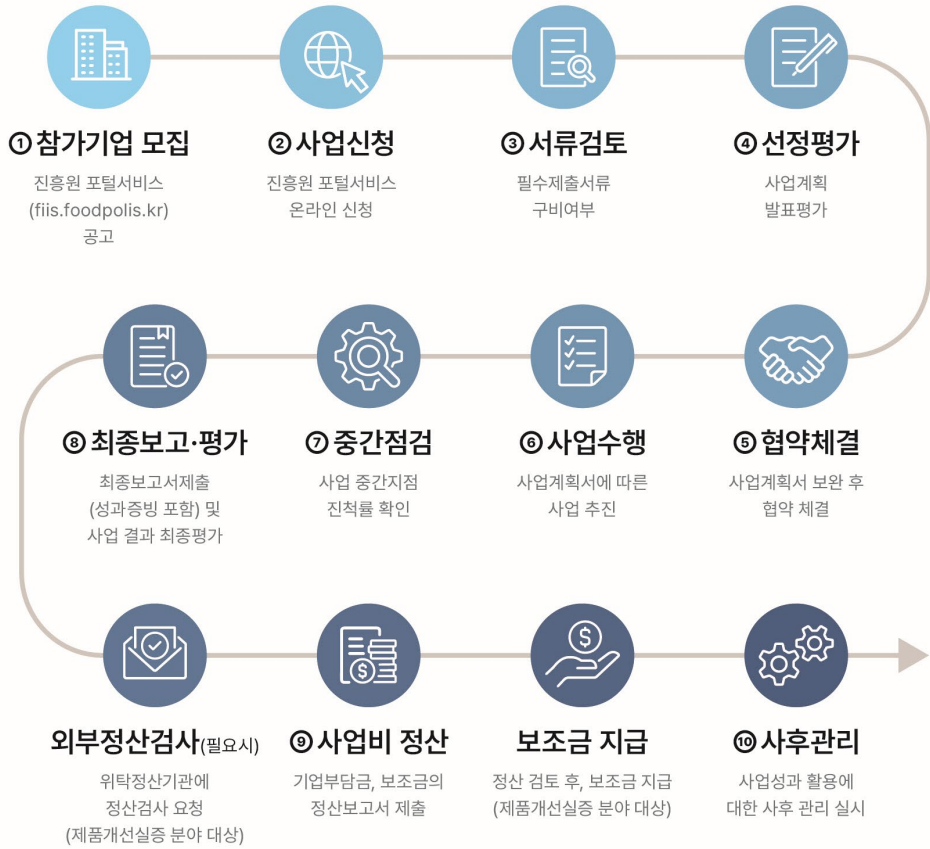 ① 참가기업 모집
진흥원 포털서비스
(fiis.foodpolis.kr)
공고
② 사업신청
진흥원 포털서비스
온라인 신청
③ 서류검토
필수제출서류
구비여부
④ 선정평가
사업계획
발표평가
⑤ 협약체결
사업계획서 보완 후
협약 체결
⑥ 사업수행
사업계획서에 따른
사업 추진
⑦ 중간점검
사업 중간지점
진척률 확인
⑧ 최종보고·평가
최종보고서제출
(성과증빙 포함) 및
사업 결과 최종평가
외부정산검사(필요시)
위탁정산기관에
정산검사 요청
(제품개선실증 분야 대상)
⑨ 사업비 정산
기업부담금, 보조금의
정산보고서 제출
보조금 지급
정산 검토 후, 보조금 지급
(제품개선실증 분야 대상)
⑩ 사후관리
사업성과 활용에
대한 사후 관리 실시